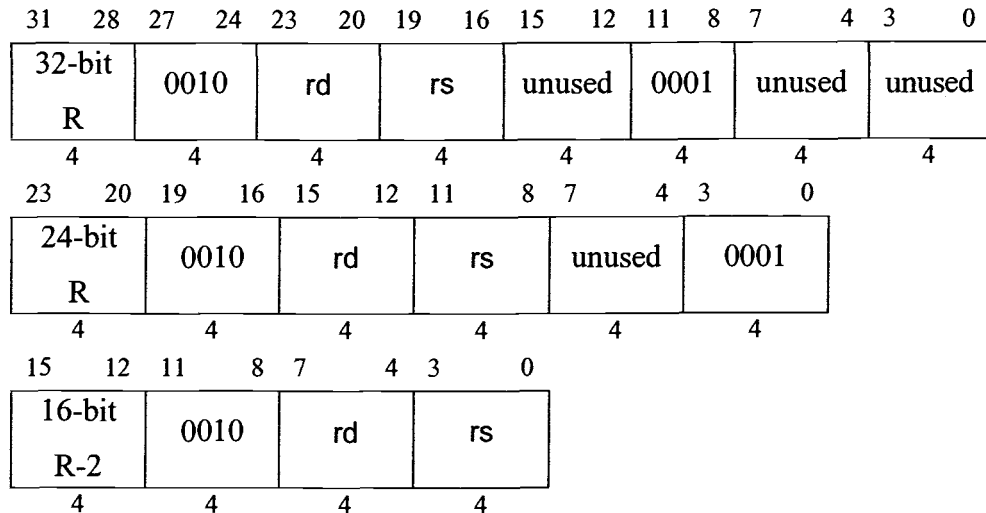 31 28 27 24 23 20 19 16 15 12 11 8 7 4 3 0
32-bit R 0010 rd rs unused 0001 unused unused
4 4 4 4 4 4 4 4
23 20 19 16 15 12 11 8 7 4 3 0
24-bit R 0010 rd rs unused 0001
4 4 4 4 4 4
15 12 11 8 7 4 3 0
16-bit R-2 0010 rd rs
4 4 4 4